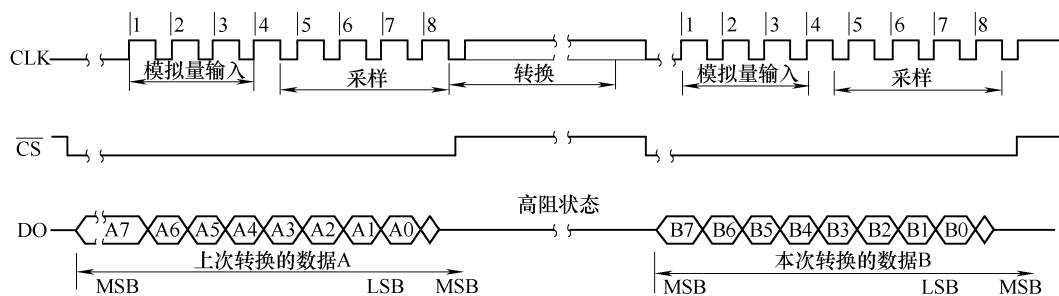 1 2 3 4 5 6 7 8 1 2 3 4 5 6 7 8
CLK
模拟量输入 采样 转换 模拟量输入 采样
CS
高阻状态
DO A7 A6 A5 A4 A3 A2 A1 A0 B7 B6 B5 B4 B3 B2 B1 B0
上次转换的数据A 本次转换的数据B
MSB LSB MSB MSB LSB MSB